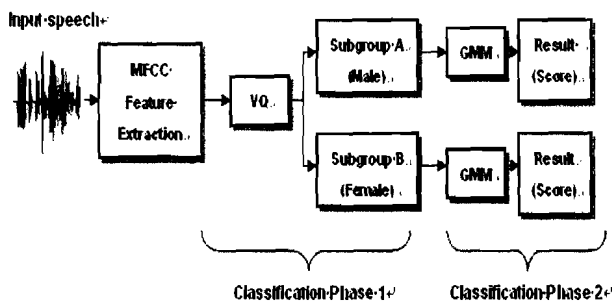 Input speech
MFCC
Feature
Extraction
VQ
Subgroup A
(Male)
GMM
Result
(Score)
Subgroup B
(Female)
GMM
Result
(Score)
Classification Phase 1
Classification Phase 2